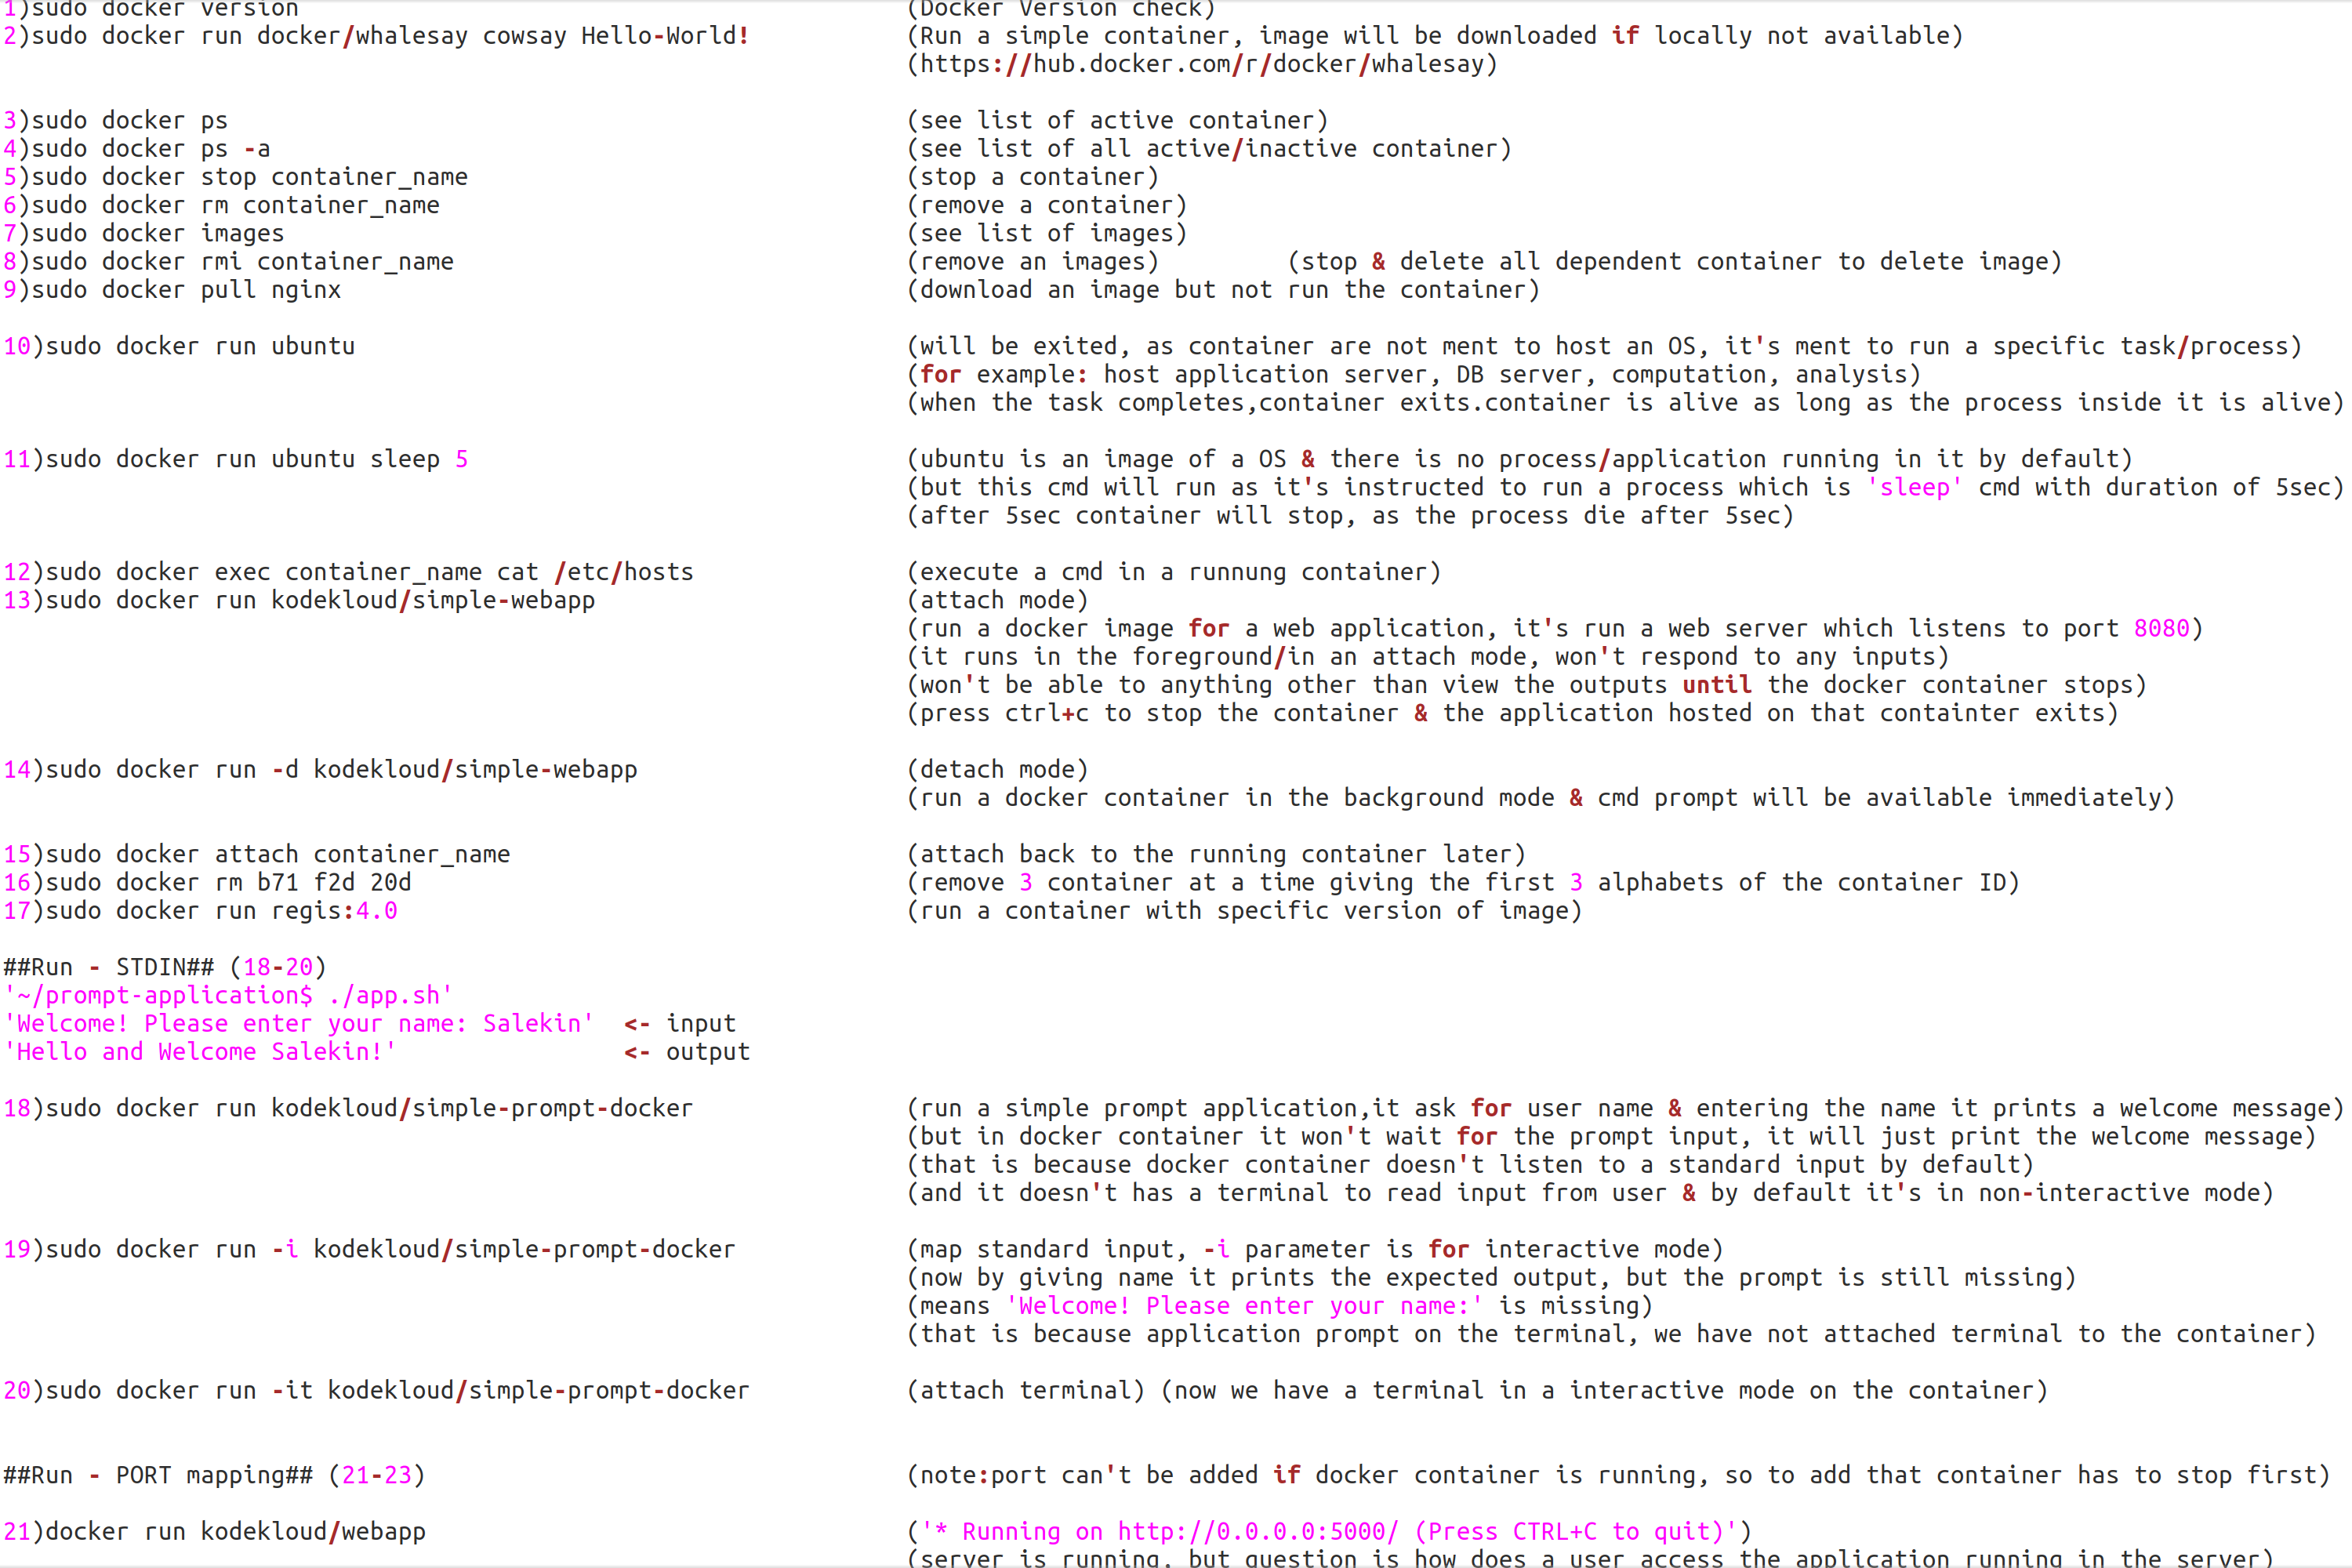 1)sudo docker version (Docker Version check)
2)sudo docker run docker/whalesay cowsay Hello-World! (Run a simple container, image will be downloaded if locally not available)
(https://hub.docker.com/r/docker/whalesay)
3)sudo docker ps (see list of active container)
4)sudo docker ps -a (see list of all active/inactive container)
5)sudo docker stop container_name (stop a container)
6)sudo docker rm container_name (remove a container)
7)sudo docker images (see list of images)
8)sudo docker rmi container_name (remove an images) (stop & delete all dependent container to delete image)
9)sudo docker pull nginx (download an image but not run the container)
10)sudo docker run ubuntu (will be exited, as container are not ment to host an OS, it's ment to run a specific task/process)
(for example: host application server, DB server, computation, analysis)
(when the task completes,container exits.container is alive as long as the process inside it is alive)
11)sudo docker run ubuntu sleep 5 (ubuntu is an image of a OS & there is no process/application running in it by default)
(but this cmd will run as it's instructed to run a process which is 'sleep' cmd with duration of 5sec)
(after 5sec container will stop, as the process die after 5sec)
12)sudo docker exec container_name cat /etc/hosts (execute a cmd in a runnung container)
13)sudo docker run kodekloud/simple-webapp (attach mode)
(run a docker image for a web application, it's run a web server which listens to port 8080)
(it runs in the foreground/in an attach mode, won't respond to any inputs)
(won't be able to anything other than view the outputs until the docker container stops)
(press ctrl+c to stop the container & the application hosted on that containter exits)
14)sudo docker run -d kodekloud/simple-webapp (detach mode)
(run a docker container in the background mode & cmd prompt will be available immediately)
15)sudo docker attach container_name (attach back to the running container later)
16)sudo docker rm b71 f2d 20d (remove 3 container at a time giving the first 3 alphabets of the container ID)
17)sudo docker run regis:4.0 (run a container with specific version of image)
##Run - STDIN## (18-20)
'~/prompt-application$ ./app.sh'
'Welcome! Please enter your name: Salekin' <- input
'Hello and Welcome Salekin!' <- output
18)sudo docker run kodekloud/simple-prompt-docker (run a simple prompt application,it ask for user name & entering the name it prints a welcome message)
(but in docker container it won't wait for the prompt input, it will just print the welcome message)
(that is because docker container doesn't listen to a standard input by default)
(and it doesn't has a terminal to read input from user & by default it's in non-interactive mode)
19)sudo docker run -i kodekloud/simple-prompt-docker (map standard input, -i parameter is for interactive mode)
(now by giving name it prints the expected output, but the prompt is still missing)
(means 'Welcome! Please enter your name:' is missing)
(that is because application prompt on the terminal, we have not attached terminal to the container)
20)sudo docker run -it kodekloud/simple-prompt-docker (attach terminal) (now we have a terminal in a interactive mode on the container)
##Run - PORT mapping## (21-23) (note:port can't be added if docker container is running, so to add that container has to stop first)
21)docker run kodekloud/webapp ('* Running on http://0.0.0.0:5000/ (Press CTRL+C to quit)')
(server is running, but question is how does a user access the application running in the server)